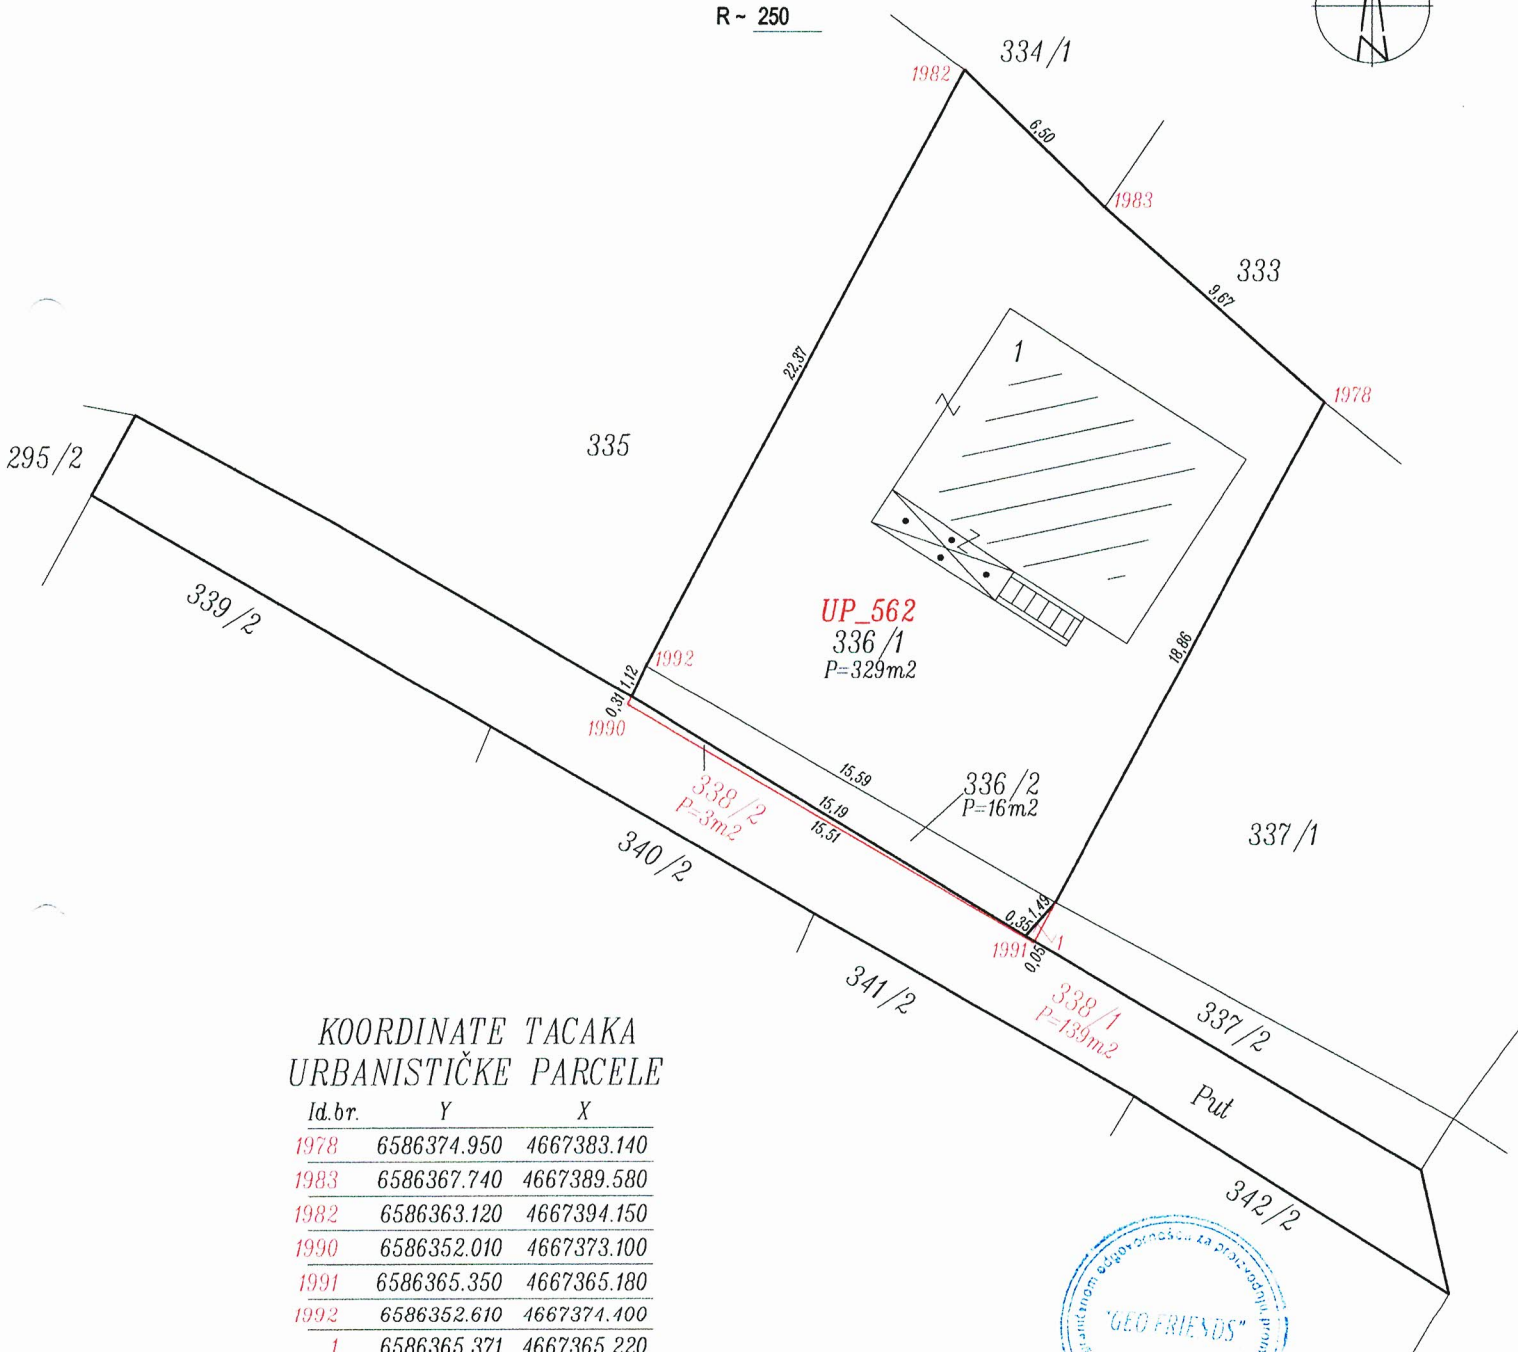 R ~ 250
334/1
1982
6,50
1983
333
9,67
1
1978
22,37
335
295/2
339/2
UP_562
336/1
P=329m2
18,86
1992
1,12
0,31
1990
15,59
336/2
P=16m2
15,19
15,51
338/2
P=3m2
340/2
337/1
1,49
0,35
1991
1
0,05
341/2
338/1
P=139m2
337/2
Put
342/2
KOORDINATE TACAKA
URBANISTIČKE PARCELE
Id.br. Y X
1978 6586374.950 4667383.140
1983 6586367.740 4667389.580
1982 6586363.120 4667394.150
1990 6586352.010 4667373.100
1991 6586365.350 4667365.180
1992 6586352.610 4667374.400
1 6586365.371 4667365.220
odgovornošću za proizvodnju,
"GEO FRIENDS"